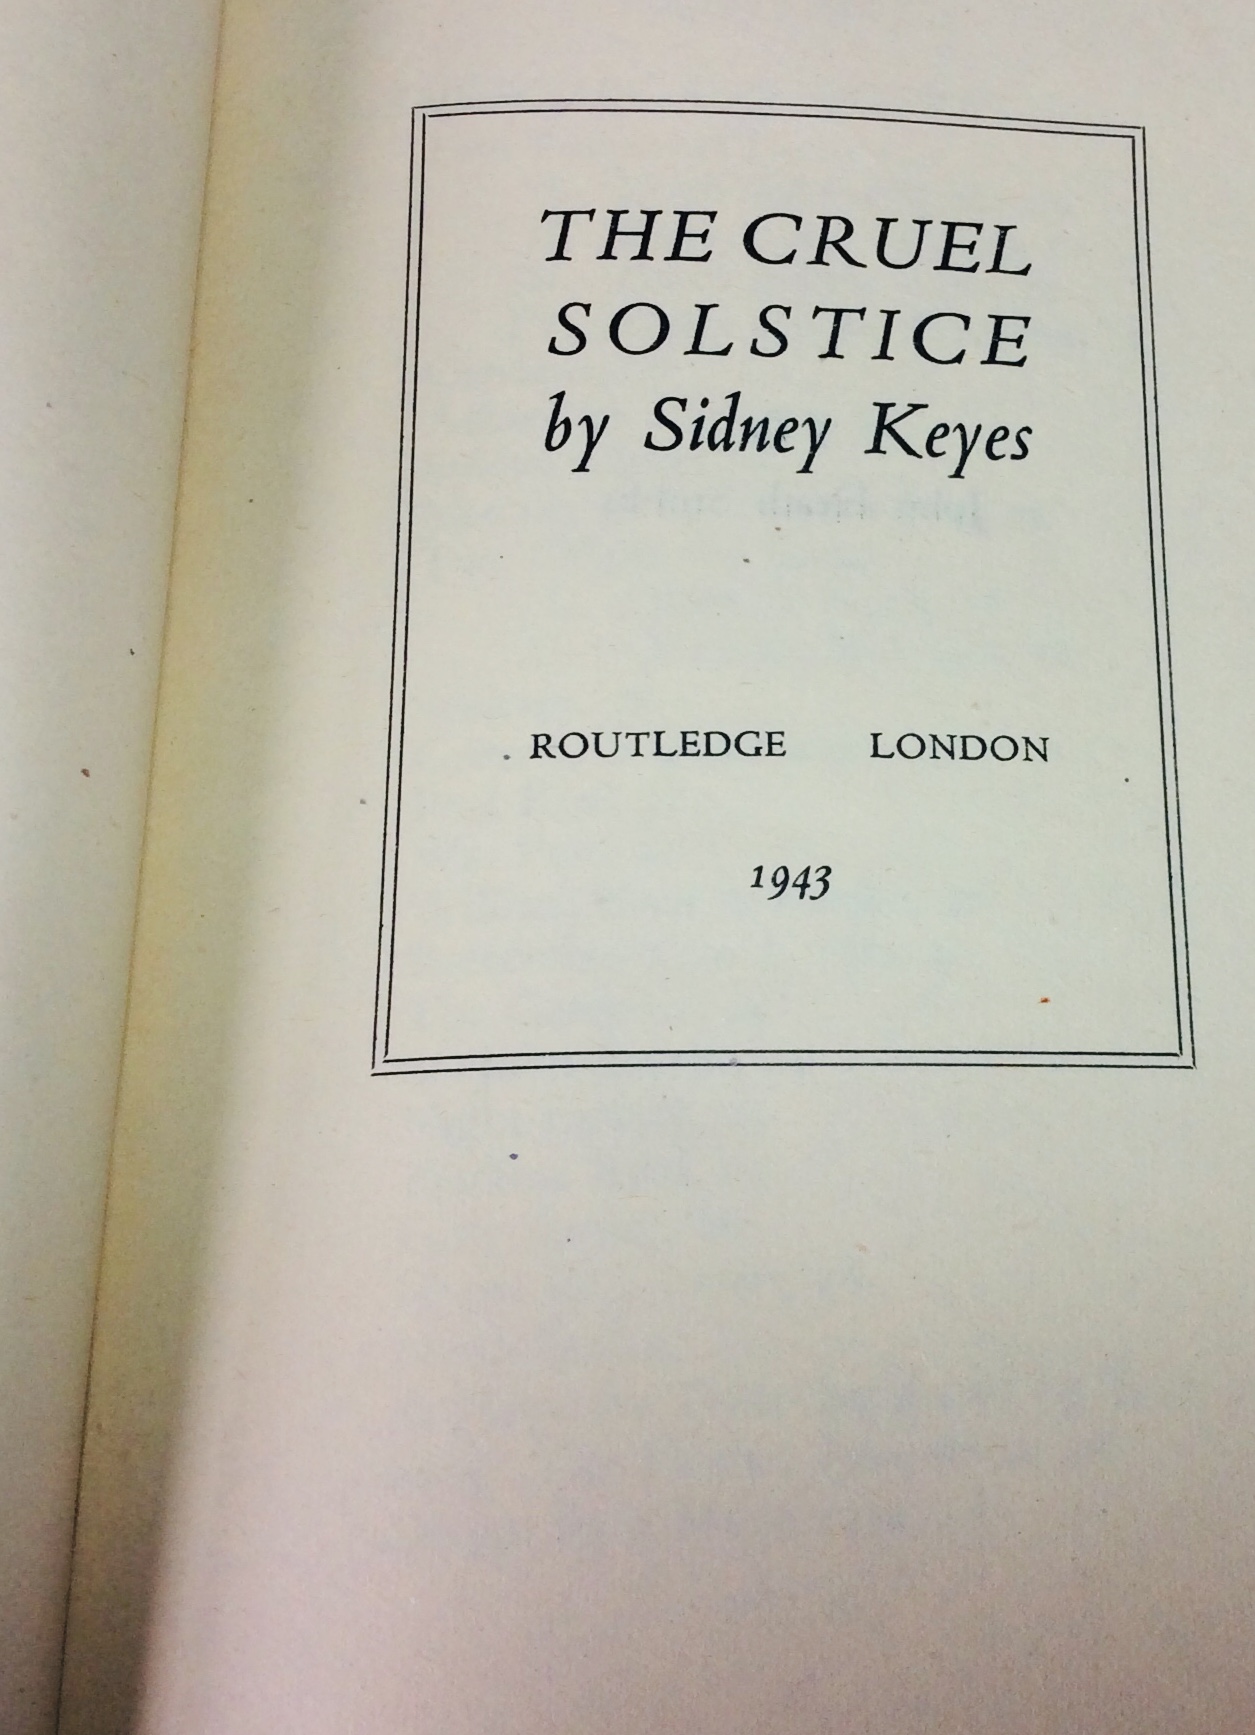 THE CRUEL
SOLSTICE
by Sidney Keyes
ROUTLEDGE LONDON
1943